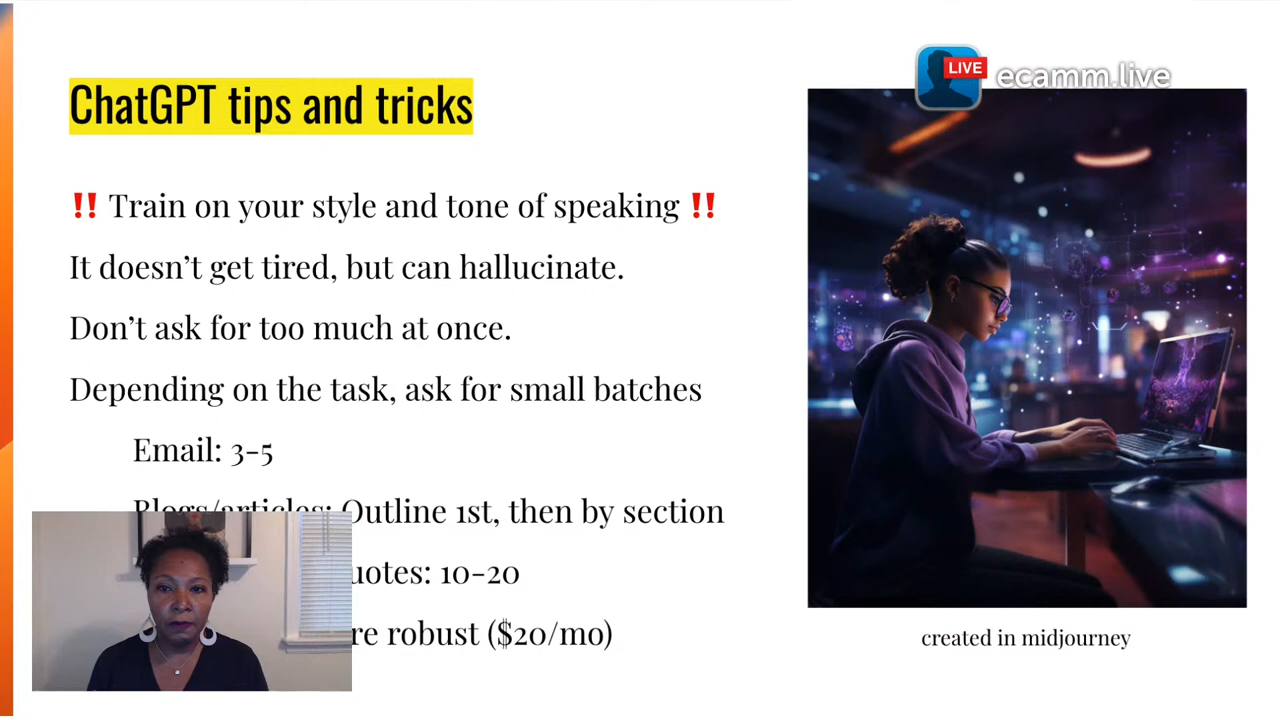 LIVE ecamm.live
ChatGPT tips and tricks
‼ Train on your style and tone of speaking ‼
It doesn’t get tired, but can hallucinate.
Don’t ask for too much at once.
Depending on the task, ask for small batches
Email: 3-5
Blogs/articles: Outline 1st, then by section
10-20
robust ($20/mo)
created in midjourney